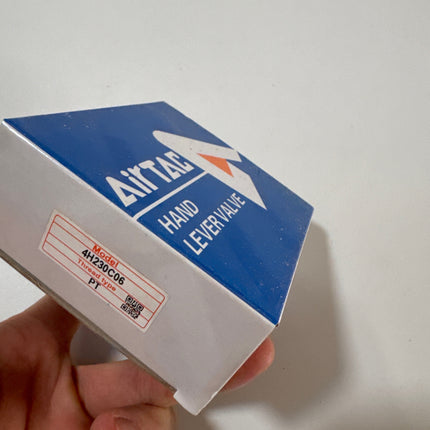 AirTAC
HAND
LEVER VALVE
Model
4H230C06
Thread type
PT